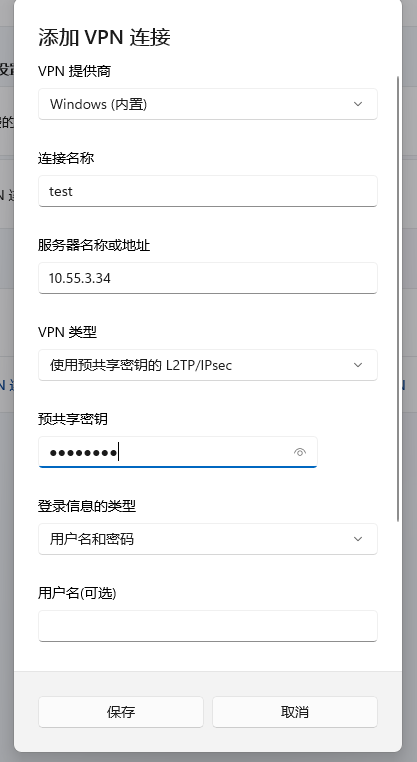 添加 VPN 连接
VPN 提供商
Windows (内置)
连接名称
test
服务器名称或地址
10.55.3.34
VPN 类型
使用预共享密钥的 L2TP/IPsec
预共享密钥
●●●●●●●●
登录信息的类型
用户名和密码
用户名(可选)
保存
取消